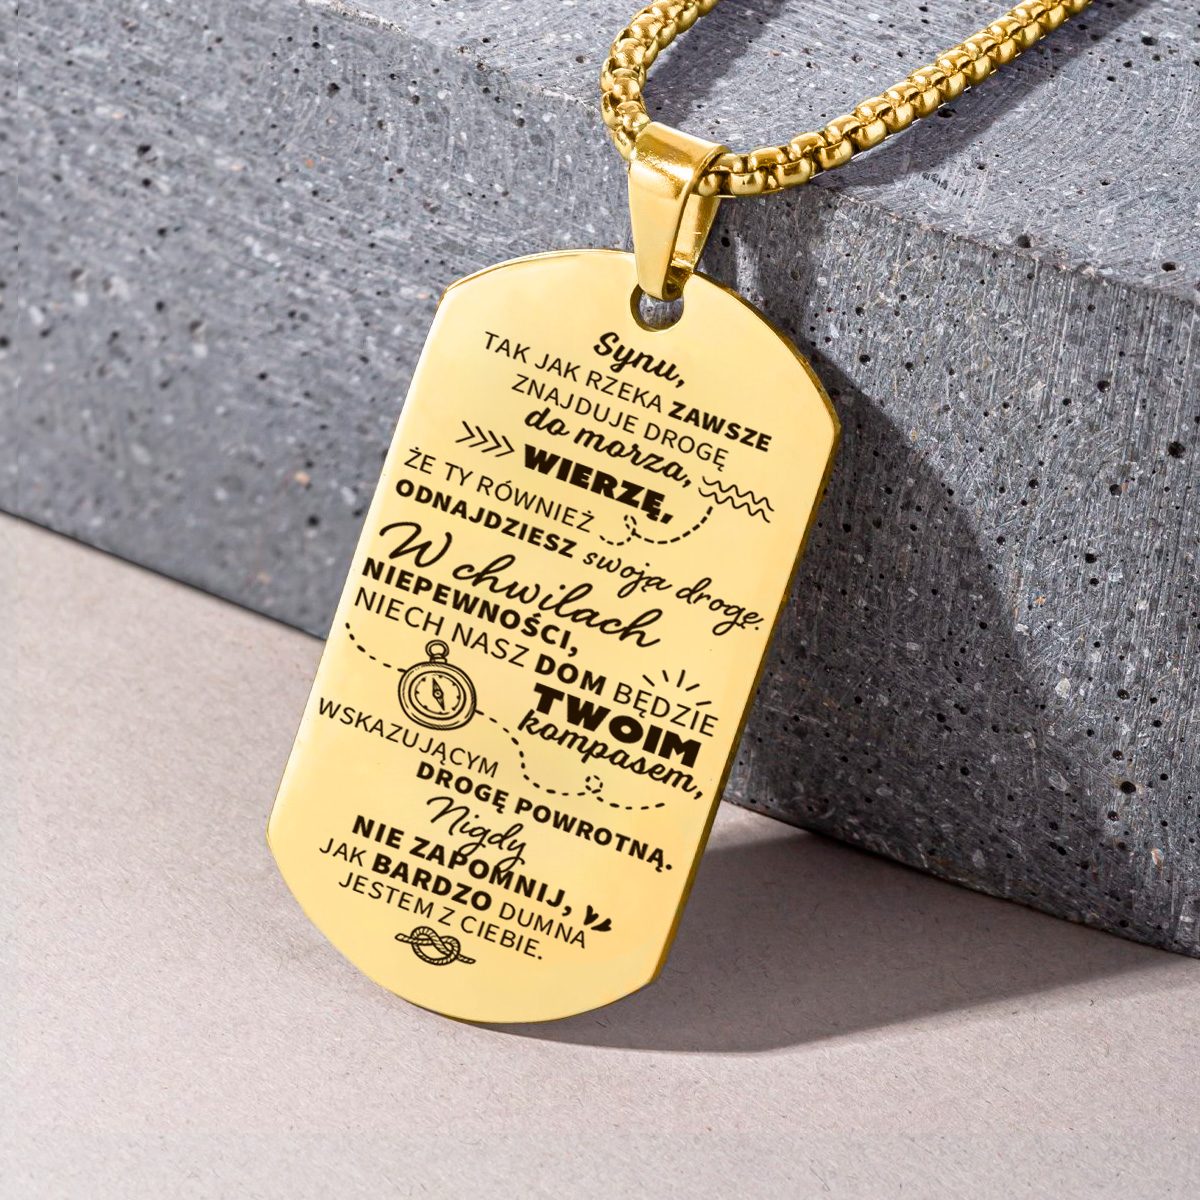 Synu,
TAK JAK RZEKA ZAWSZE
ZNAJDUJE DROGĘ
do morza,
WIERZĘ,
ŻE TY RÓWNIEŻ
ODNAJDZIESZ swoją drogę.
W chwilach
NIEPEWNOŚCI,
NIECH NASZ DOM BĘDZIE
TWOIM
kompasem,
WSKAZUJĄCYM
DROGĘ POWROTNĄ.
Nigdy
NIE ZAPOMNIJ,
JAK BARDZO DUMNA
JESTEM Z CIEBIE.